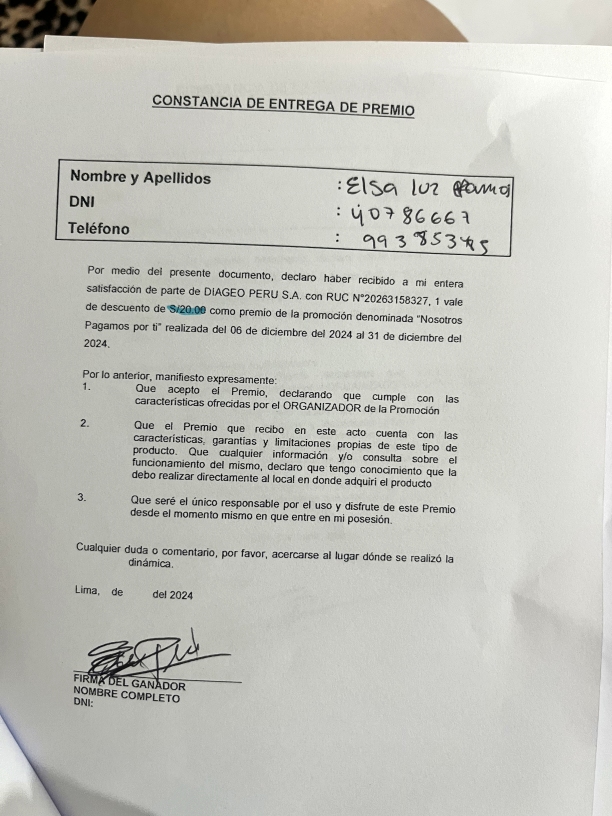 CONSTANCIA DE ENTREGA DE PREMIO
Nombre y Apellidos : Elsa luz Ramos
DNI : 40786667
Teléfono :
Por medio del presente documento, declaro haber recibido a mi entera
satisfacción de parte de DIAGEO PERU S.A. con RUC N°20263158327, 1 vale
de descuento de S/20.00 como premio de la promoción denominada “Nosotros
Pagamos por ti” realizada del 06 de diciembre del 2024 al 31 de diciembre del
2024.
Por lo anterior, manifiesto expresamente:
1. Que acepto el Premio, declarando que cumple con las
características ofrecidas por el ORGANIZADOR de la Promoción
2. Que el Premio que recibo en este acto cuenta con las
características, garantías y limitaciones propias de este tipo de
producto. Que cualquier información y/o consulta sobre el
funcionamiento del mismo, declaro que tengo conocimiento que la
debo realizar directamente al local en donde adquirí el producto
3. Que seré el único responsable por el uso y disfrute de este Premio
desde el momento mismo en que entre en mi posesión.
Cualquier duda o comentario, por favor, acercarse al lugar dónde se realizó la
dinámica.
Lima, de del 2024
FIRMA DEL GANADOR
NOMBRE COMPLETO
DNI: